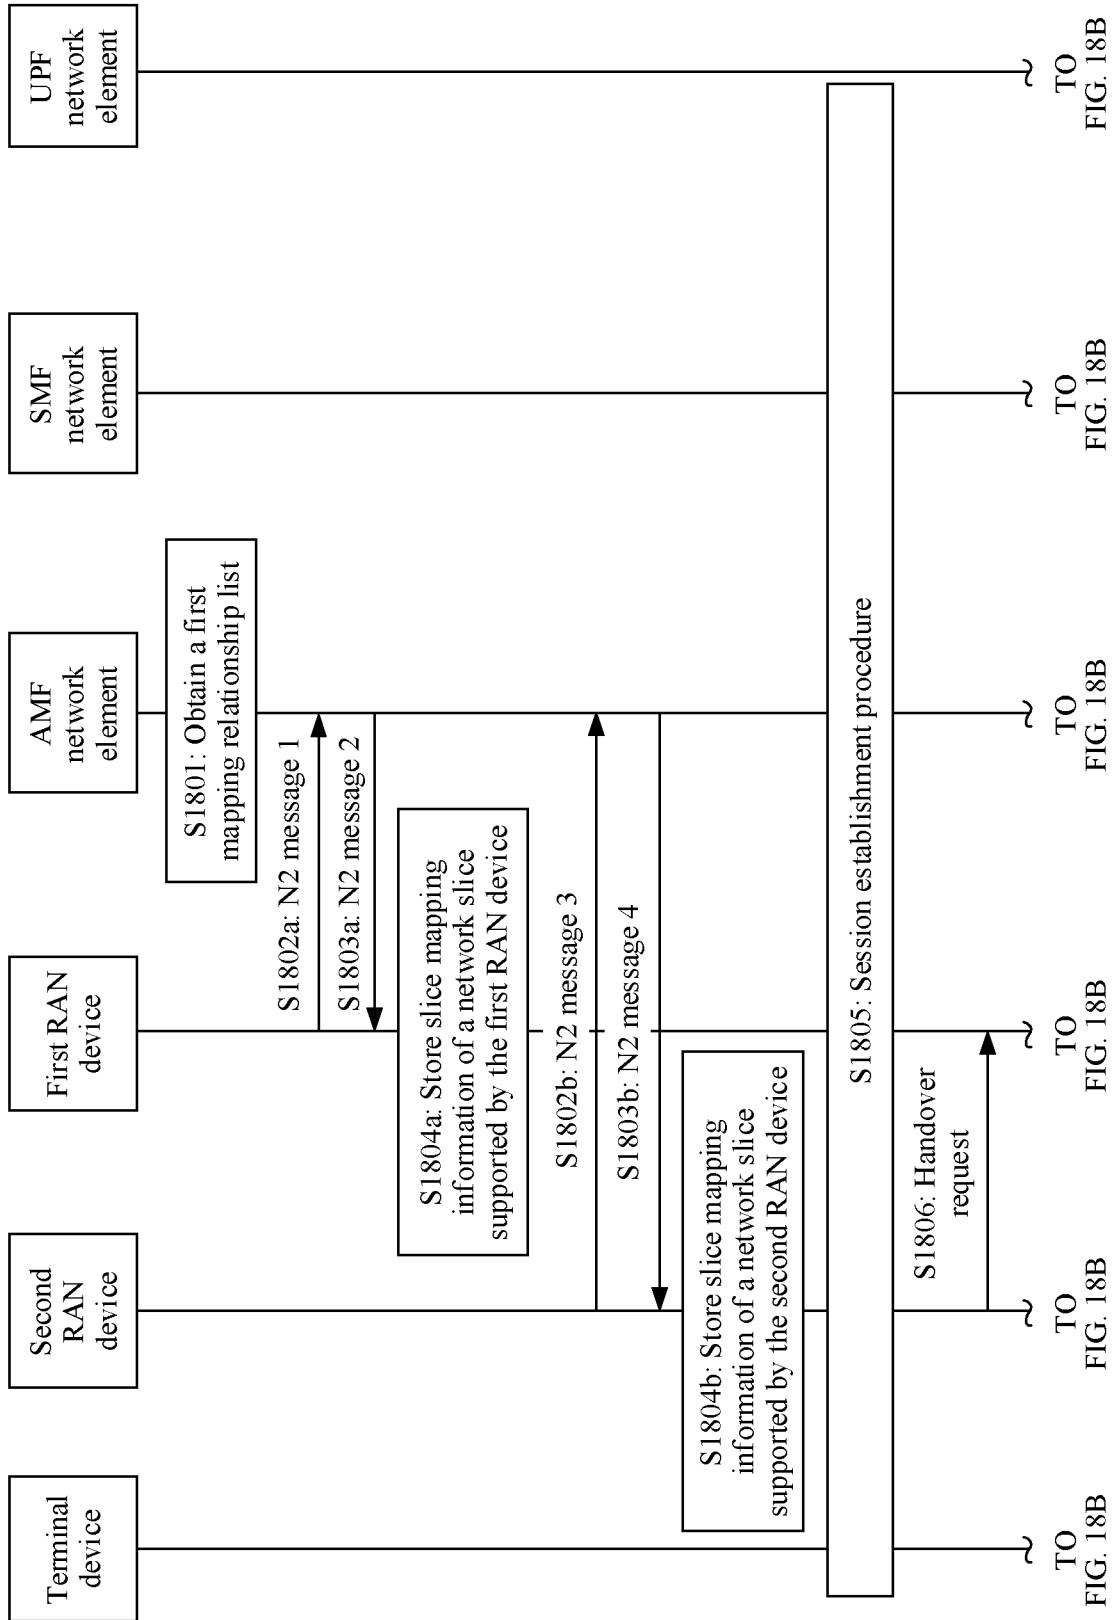 Terminal
device
Second
RAN
device
First RAN
device
AMF
network
element
SMF
network
element
UPF
network
element
S1801: Obtain a first
mapping relationship list
S1802a: N2 message 1
S1803a: N2 message 2
S1804a: Store slice mapping
information of a network slice
supported by the first RAN device
S1802b: N2 message 3
S1803b: N2 message 4
S1804b: Store slice mapping
information of a network slice
supported by the second RAN device
S1805: Session establishment procedure
S1806: Handover
request
TO
FIG. 18B
TO
FIG. 18B
TO
FIG. 18B
TO
FIG. 18B
TO
FIG. 18B
TO
FIG. 18B